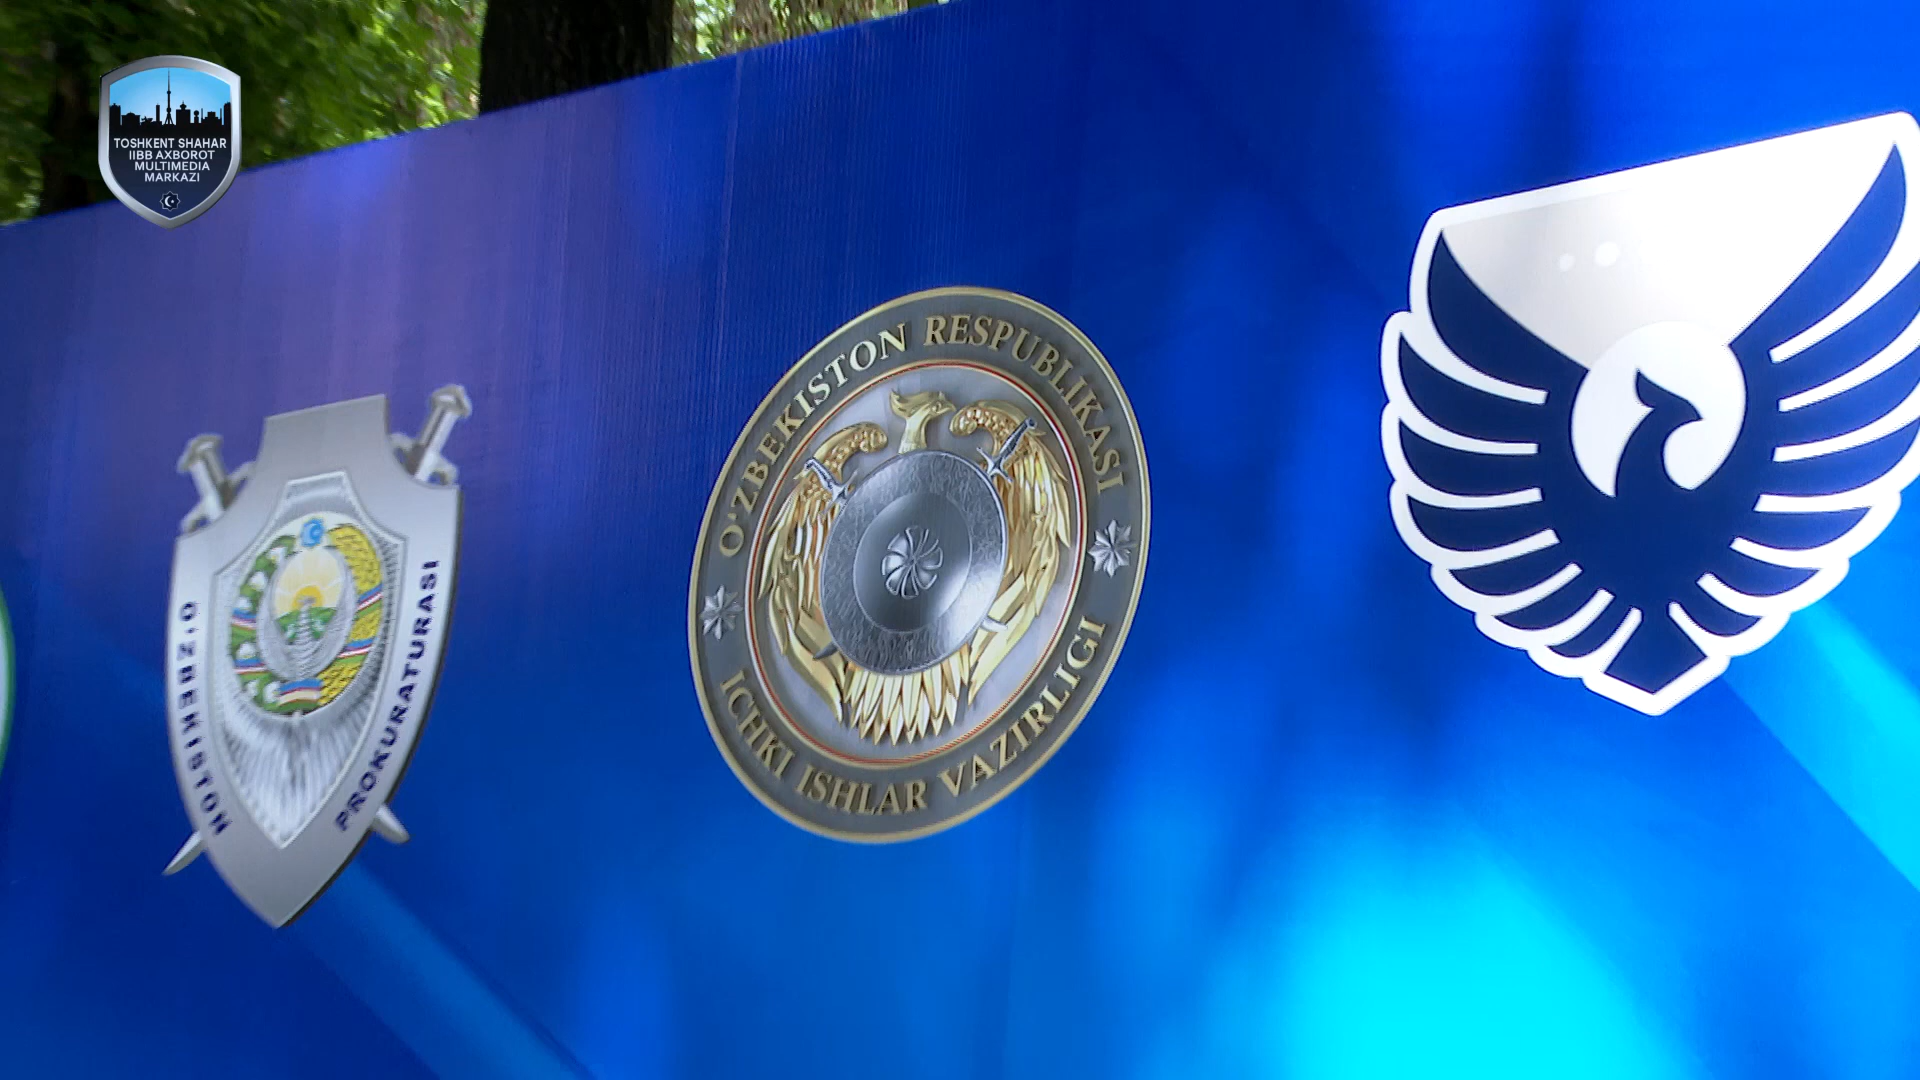 TOSHKENT SHAHAR
IIBB AXBOROT
MULTIMEDIA
MARKAZI
O'ZBEKISTON
PROKURATURASI
O'ZBEKISTON RESPUBLIKASI
ICHKI ISHLAR VAZIRLIGI